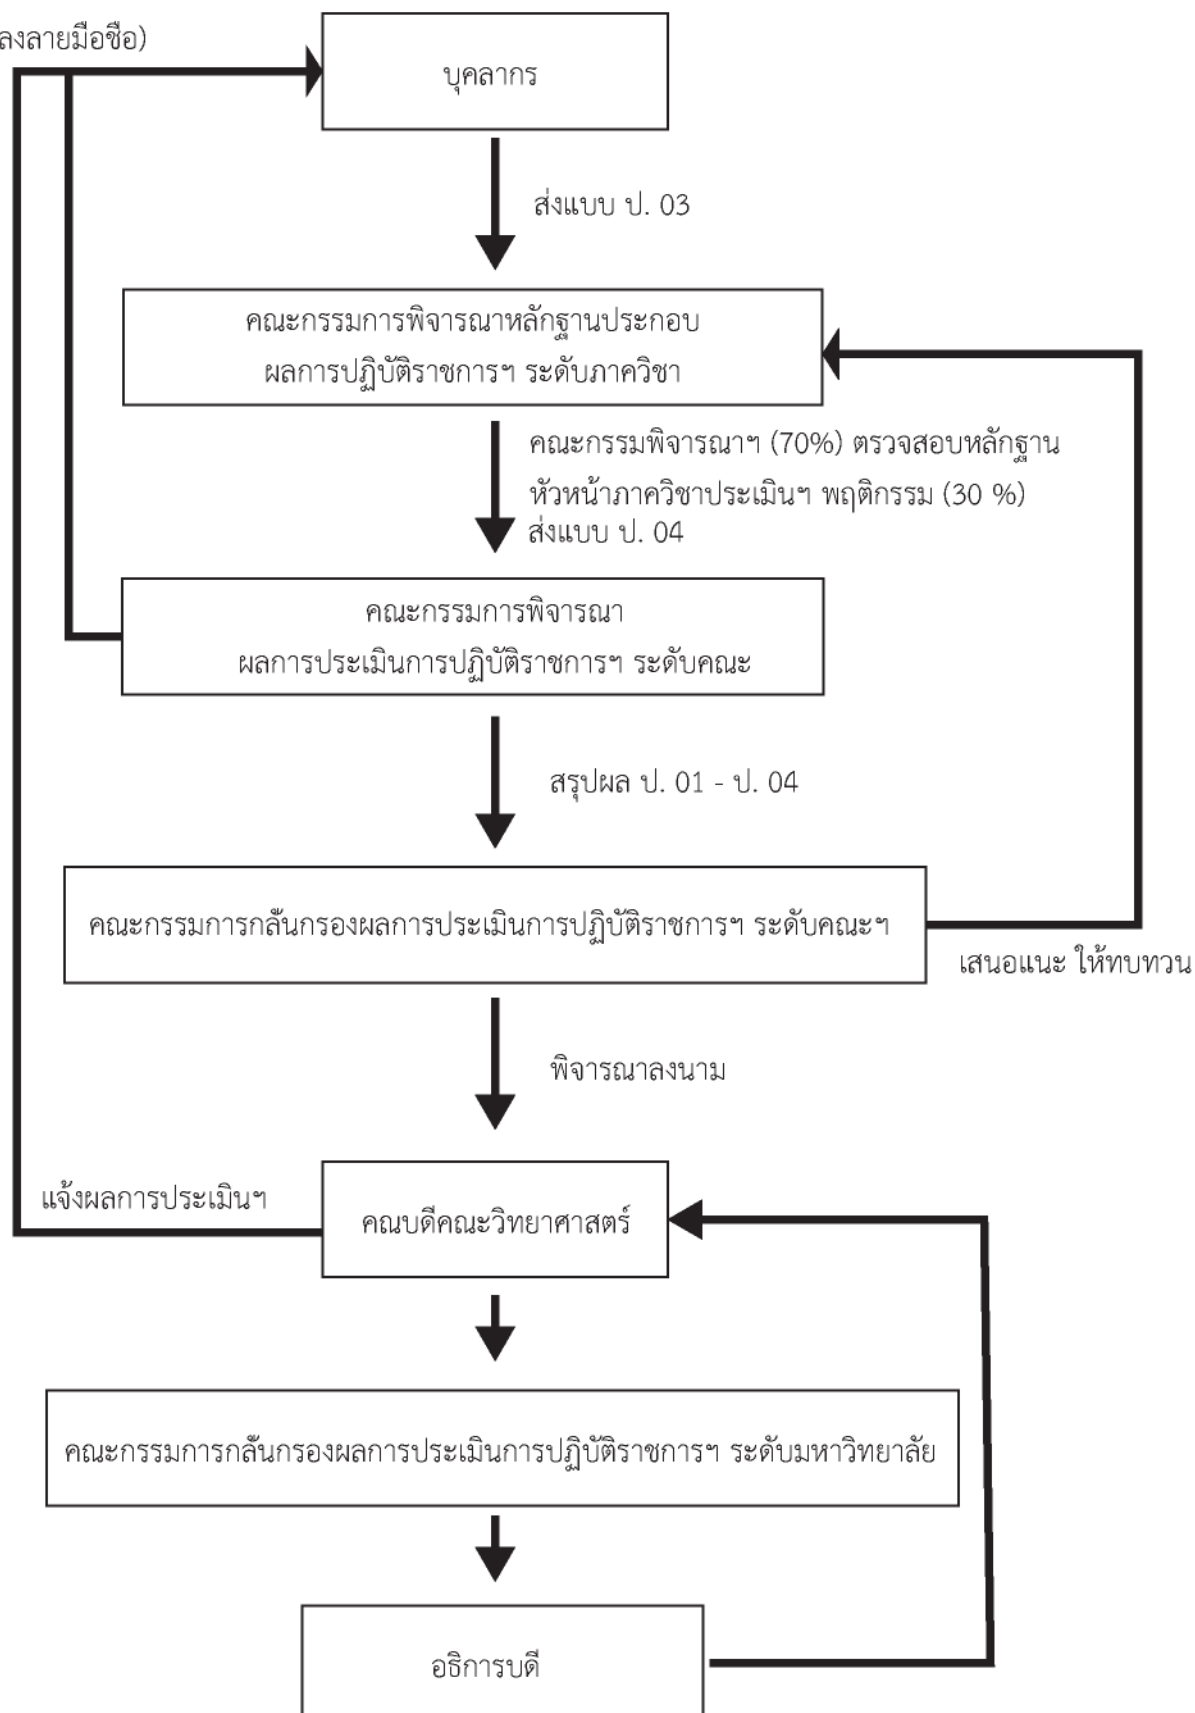 ลงลายมือชื่อ)
บุคลากร
ส่งแบบ ป. 03
คณะกรรมการพิจารณาหลักฐานประกอบ
ผลการปฏิบัติราชการฯ ระดับภาควิชา
คณะกรรมพิจารณาฯ (70%) ตรวจสอบหลักฐาน
หัวหน้าภาควิชาประเมินฯ พฤติกรรม (30 %)
ส่งแบบ ป. 04
คณะกรรมการพิจารณา
ผลการประเมินการปฏิบัติราชการฯ ระดับคณะ
สรุปผล ป. 01 - ป. 04
คณะกรรมการกลั่นกรองผลการประเมินการปฏิบัติราชการฯ ระดับคณะฯ
เสนอแนะ ให้ทบทวน
พิจารณาลงนาม
แจ้งผลการประเมินฯ
คณบดีคณะวิทยาศาสตร์
คณะกรรมการกลั่นกรองผลการประเมินการปฏิบัติราชการฯ ระดับมหาวิทยาลัย
อธิการบดี